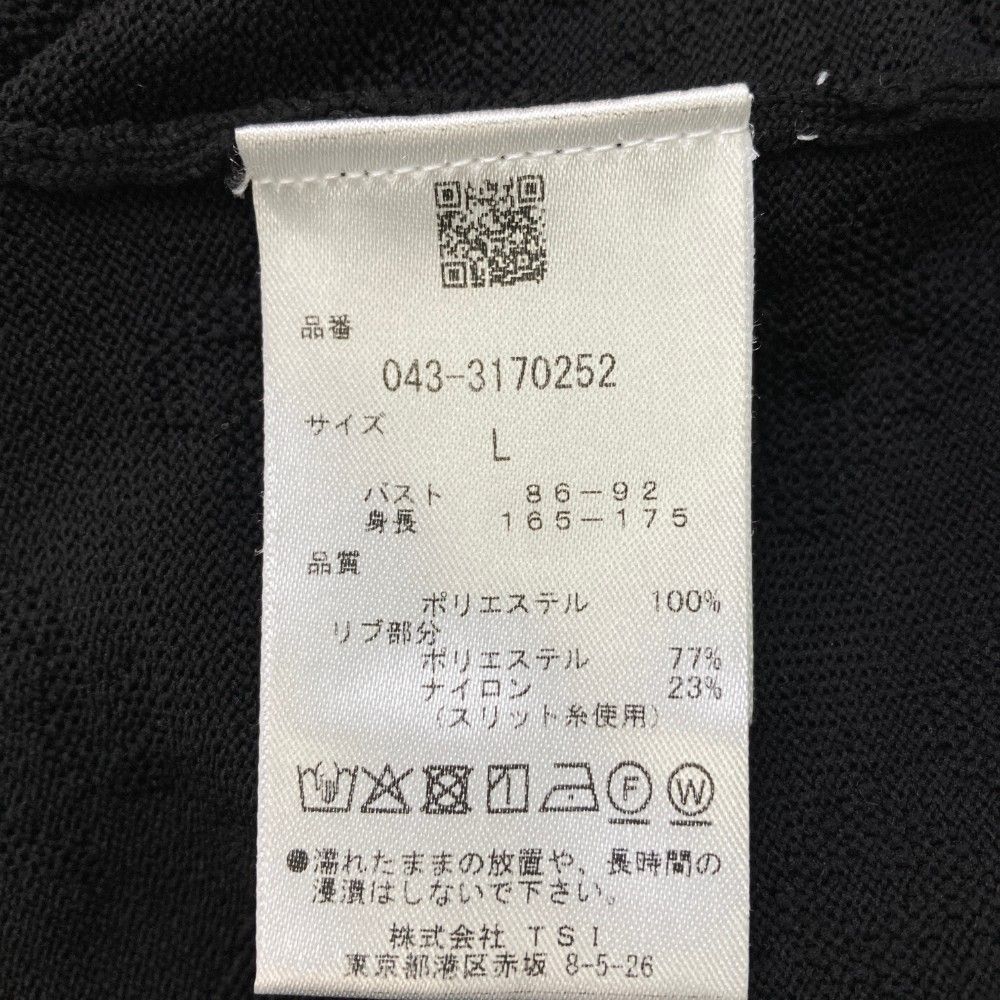 品番
043-3170252
サイズ
L
バスト 86-92
身長 165-175
品質
ポリエステル 100%
リブ部分
ポリエステル 77%
ナイロン 23%
(スリット糸使用)
F W
●濡れたままの放置や、長時間の
浸漬はしないで下さい。
株式会社 TSI
東京都港区赤坂 8-5-26